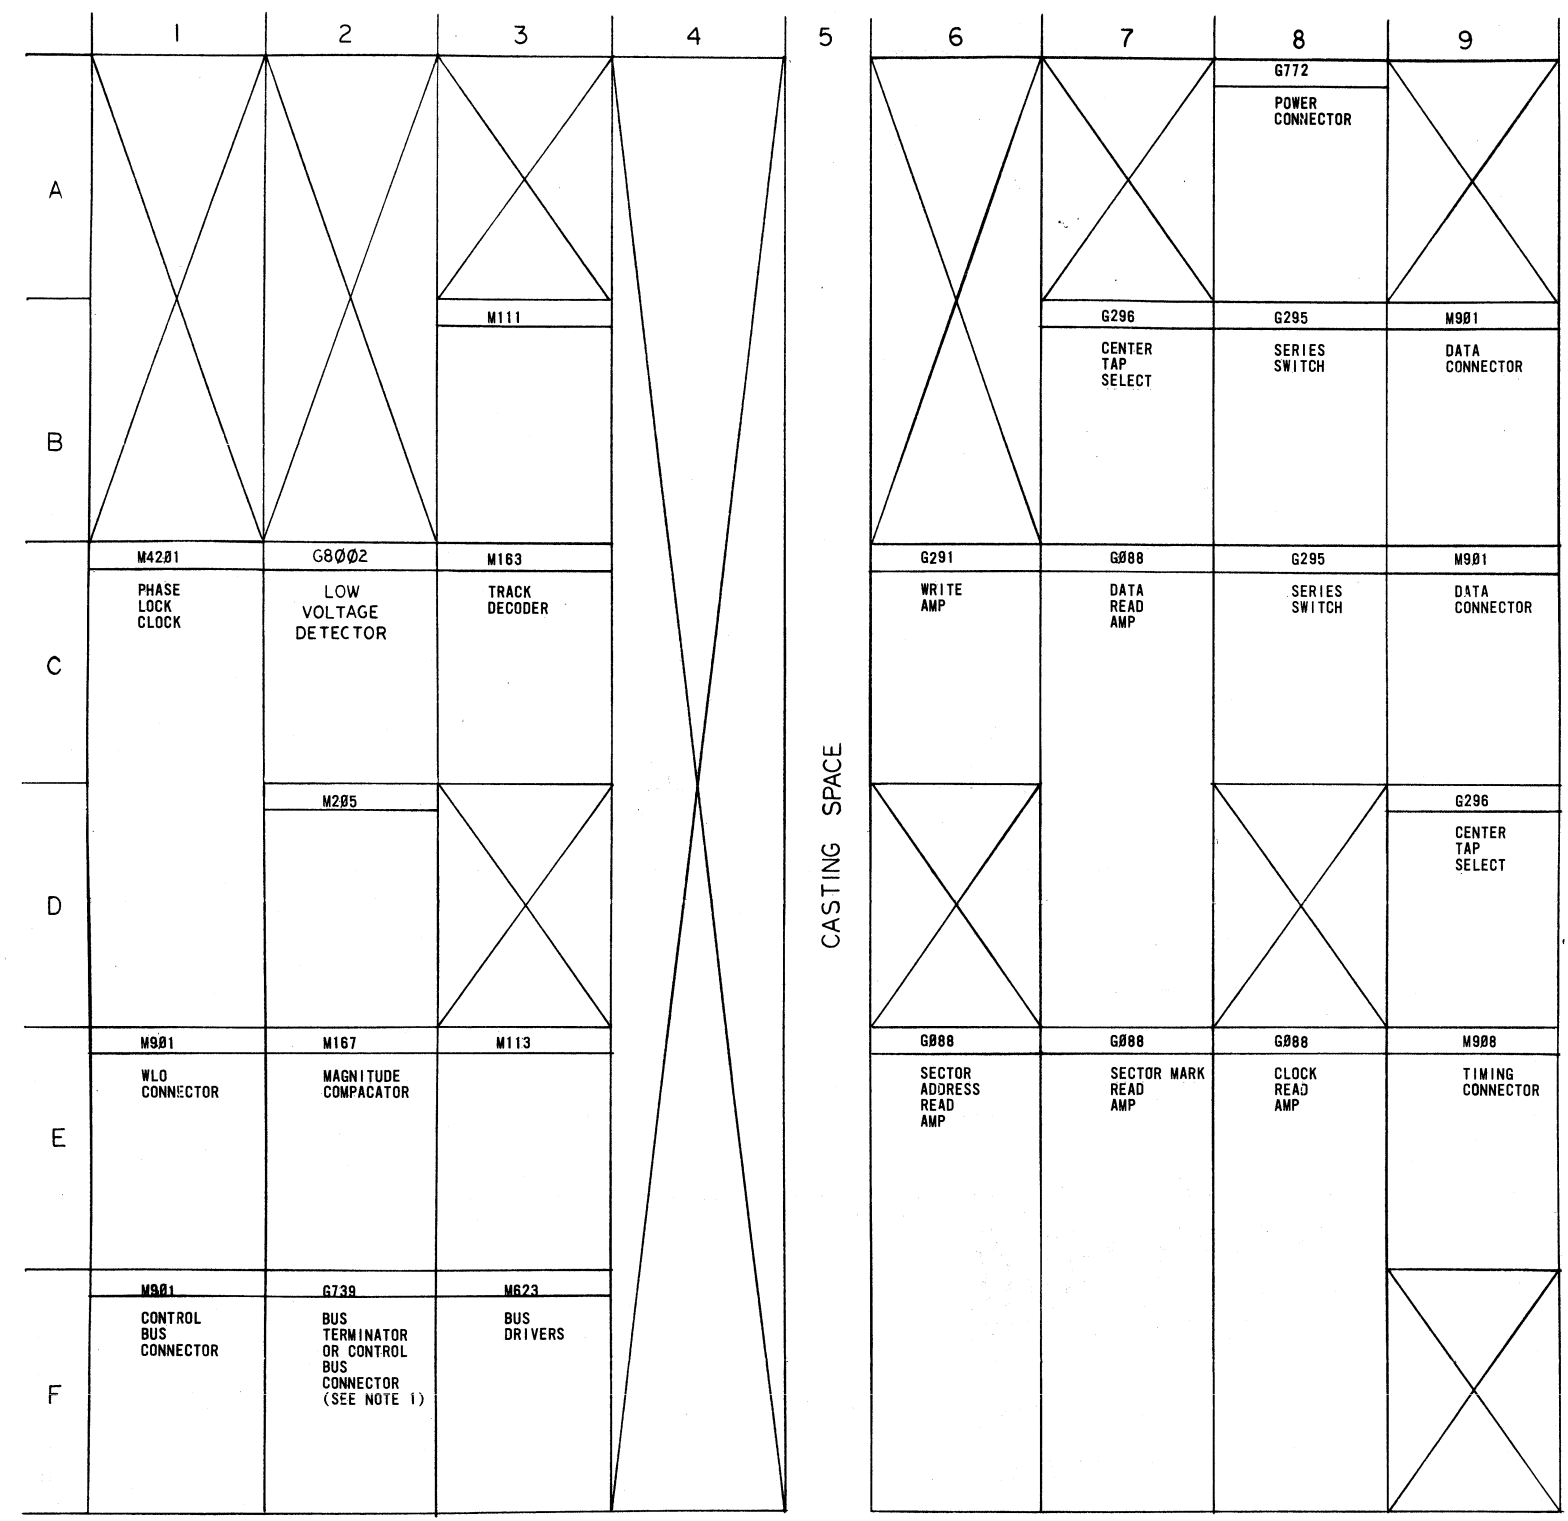 1 2 3 4 5 6 7 8 9
A
G772
POWER
CONNECTOR
B
M111
G296
CENTER
TAP
SELECT
G295
SERIES
SWITCH
M9Ø1
DATA
CONNECTOR
C
M42Ø1
PHASE
LOCK
CLOCK
G8ØØ2
LOW
VOLTAGE
DETECTOR
M163
TRACK
DECODER
CASTING SPACE
G291
WRITE
AMP
GØ88
DATA
READ
AMP
G295
SERIES
SWITCH
M9Ø1
DATA
CONNECTOR
D
M2Ø5
G296
CENTER
TAP
SELECT
E
M9Ø1
WLO
CONNECTOR
M167
MAGNITUDE
COMPACATOR
M113
GØ88
SECTOR
ADDRESS
READ
AMP
GØ88
SECTOR MARK
READ
AMP
GØ88
CLOCK
READ
AMP
M9Ø8
TIMING
CONNECTOR
F
M9Ø1
CONTROL
BUS
CONNECTOR
G739
BUS
TERMINATOR
OR CONTROL
BUS
CONNECTOR
(SEE NOTE 1)
M623
BUS
DRIVERS